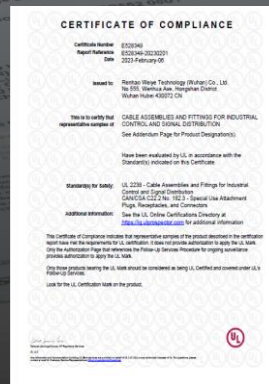 CERTIFICATE OF COMPLIANCE
Certificate Number E528349
Report Reference E528349-20230201
Date 2023-February-06
Issued to: Renhao Weiye Technology (Wuhan) Co., Ltd.
No 555, Wenhua Ave, Hongshan District
Wuhan Hubei 430072 CN
This is to certify that CABLE ASSEMBLIES AND FITTINGS FOR INDUSTRIAL
representative samples of CONTROL AND SIGNAL DISTRIBUTION
See Addendum Page for Product Designation(s).
Have been evaluated by UL in accordance with the
Standard(s) indicated on this Certificate
Standard(s) for Safety: UL 2238 - Cable Assemblies and Fittings for Industrial
Control and Signal Distribution
CAN/CSA C22.2 No. 182.3 - Special Use Attachment
Plugs, Receptacles, and Connectors
Additional Information: See the UL Online Certifications Directory at
https://iq.ulprospector.com for additional information
This Certificate of Compliance indicates that representative samples of the product described in the certification
report have met the requirements for UL certification. It does not provide authorization to apply the UL Mark.
Only the Authorization Page that references the Follow-Up Services Procedure for ongoing surveillance
provides authorization to apply the UL Mark.
Only those products bearing the UL Mark should be considered as being UL Certified and covered under UL's
Follow-Up Services.
Look for the UL Certification Mark on the product.
UL